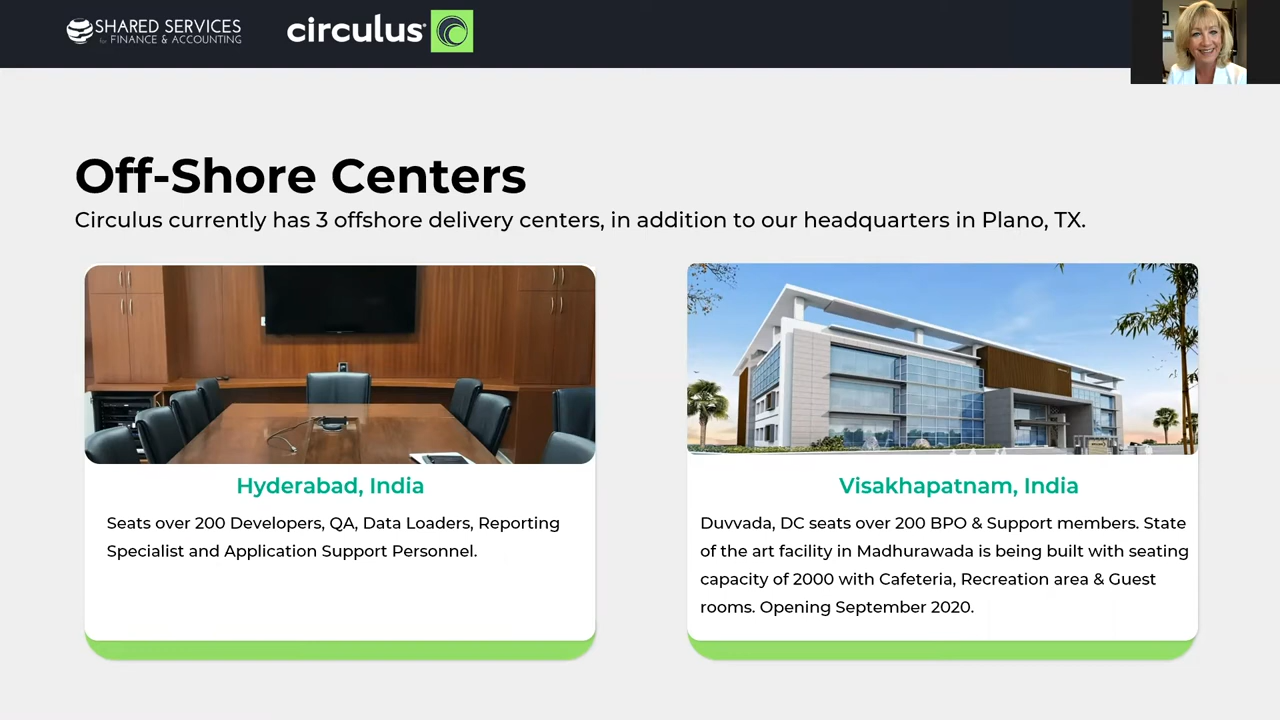 SHARED SERVICES
for FINANCE & ACCOUNTING
circulus
Off-Shore Centers
Circulus currently has 3 offshore delivery centers, in addition to our headquarters in Plano, TX.
Hyderabad, India
Seats over 200 Developers, QA, Data Loaders, Reporting
Specialist and Application Support Personnel.
Visakhapatnam, India
Duvvada, DC seats over 200 BPO & Support members. State
of the art facility in Madhurawada is being built with seating
capacity of 2000 with Cafeteria, Recreation area & Guest
rooms. Opening September 2020.